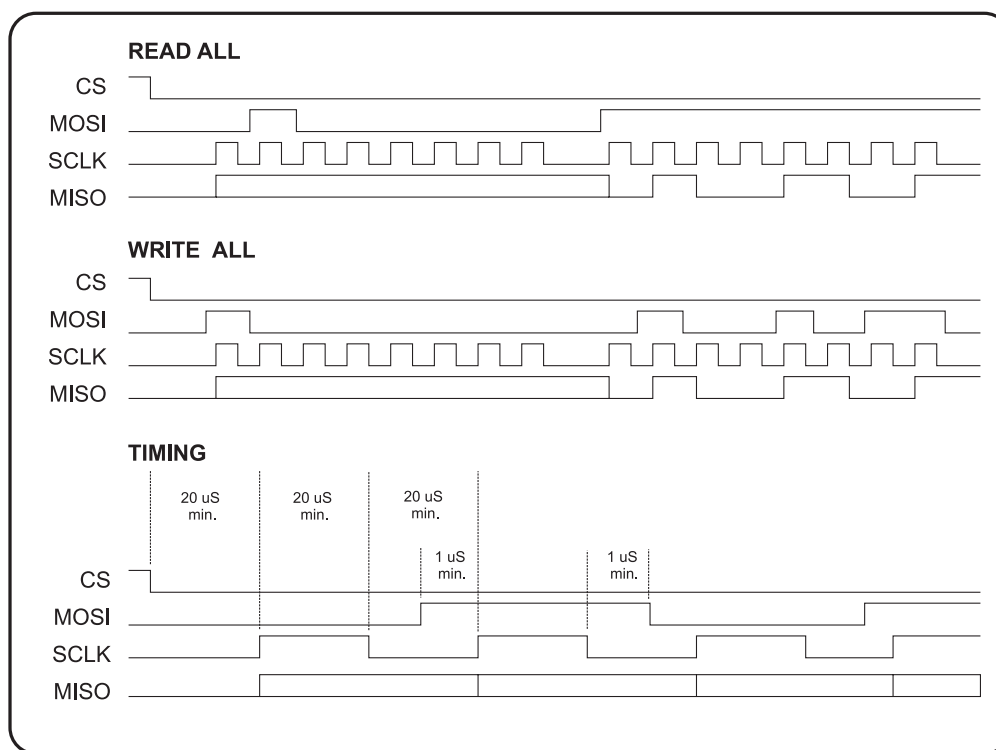 READ ALL
CS
MOSI
SCLK
MISO
WRITE ALL
CS
MOSI
SCLK
MISO
TIMING
20 uS
min.
20 uS
min.
20 uS
min.
1 uS
min.
1 uS
min.
CS
MOSI
SCLK
MISO